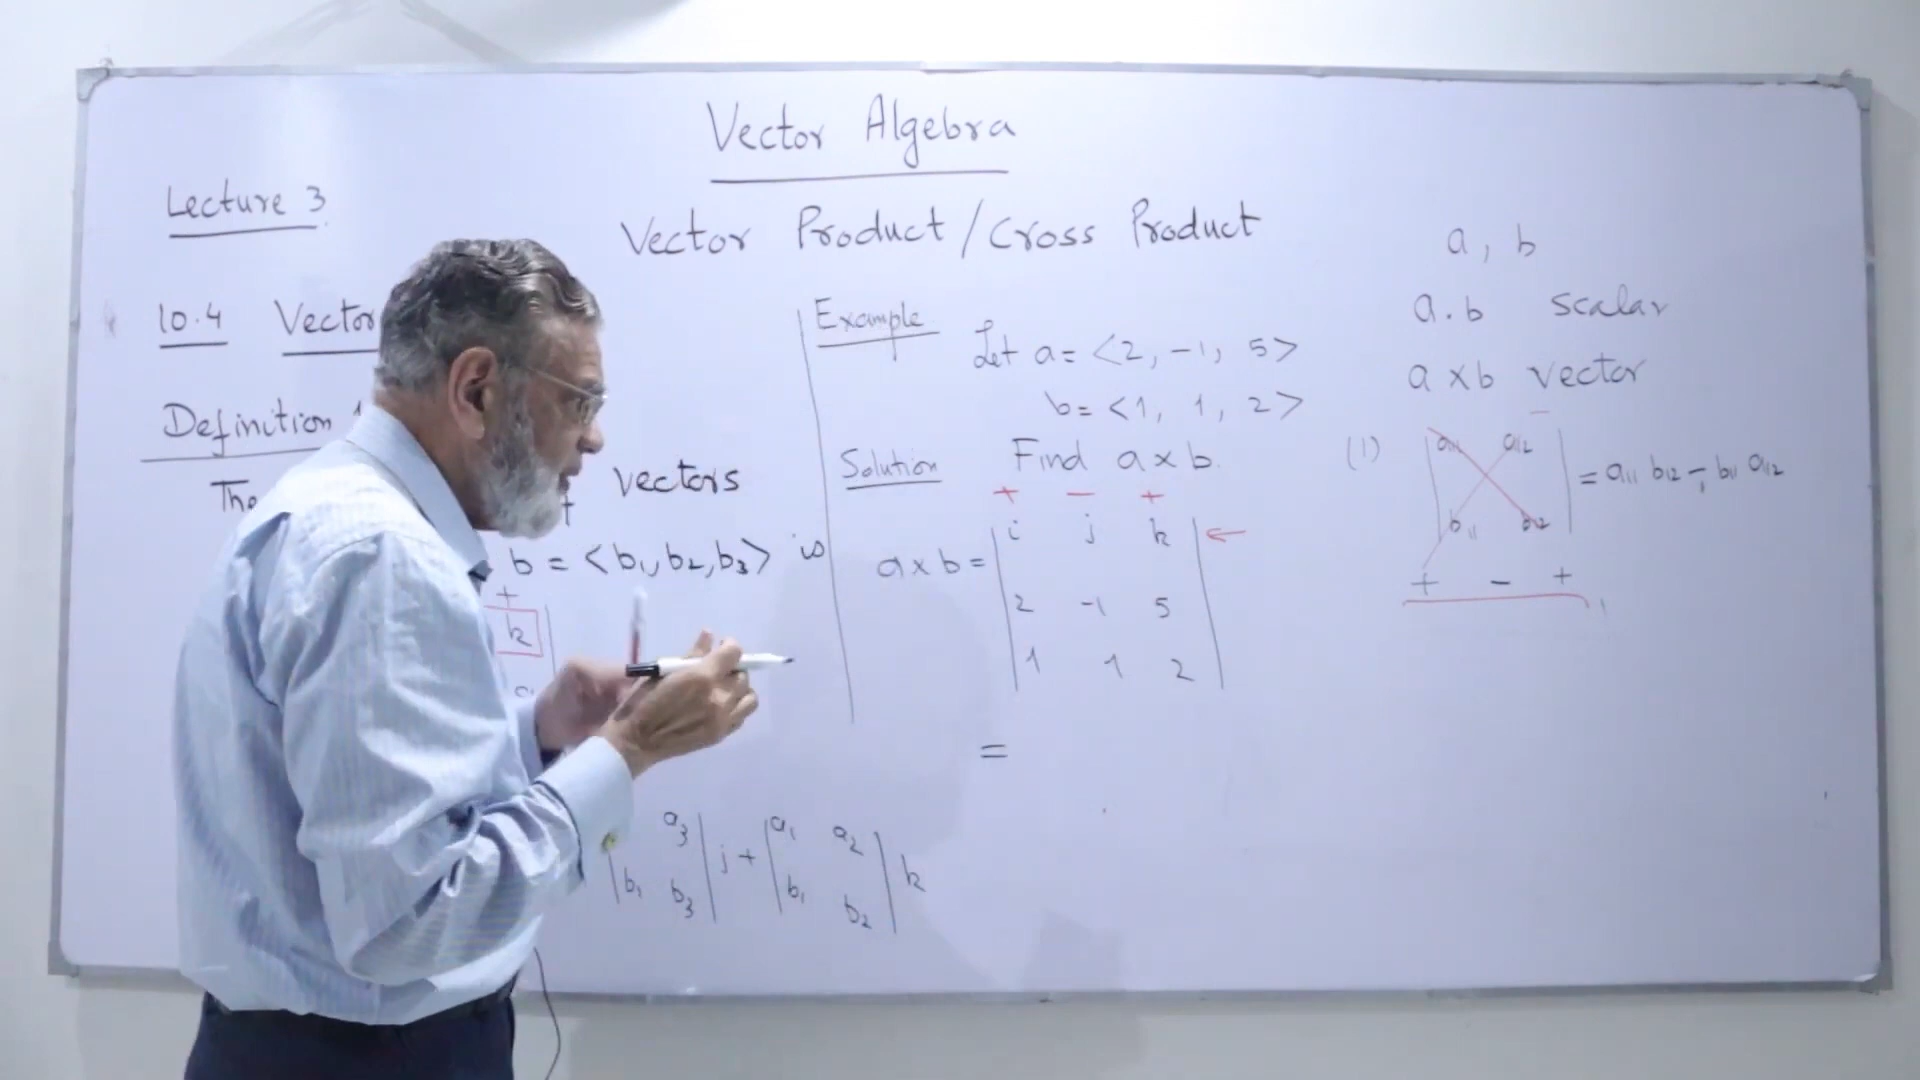 Vector Algebra
Lecture 3
Vector Product / Cross Product
10.4 Vector
Definition
The
vectors
b = <b1, b2, b3> is
+
k
a3
b1 b3
j +
a1 a2
b1 b2
k
Example
Let a = <2, -1, 5>
b = <1, 1, 2>
Find a x b.
Solution
+ - +
i j k
a x b =
2 -1 5
1 1 2
=
a, b
a . b scalar
a x b vector
(1)
a11 a12
= a11 b12 - b11 a12
b11 b12
+ - +